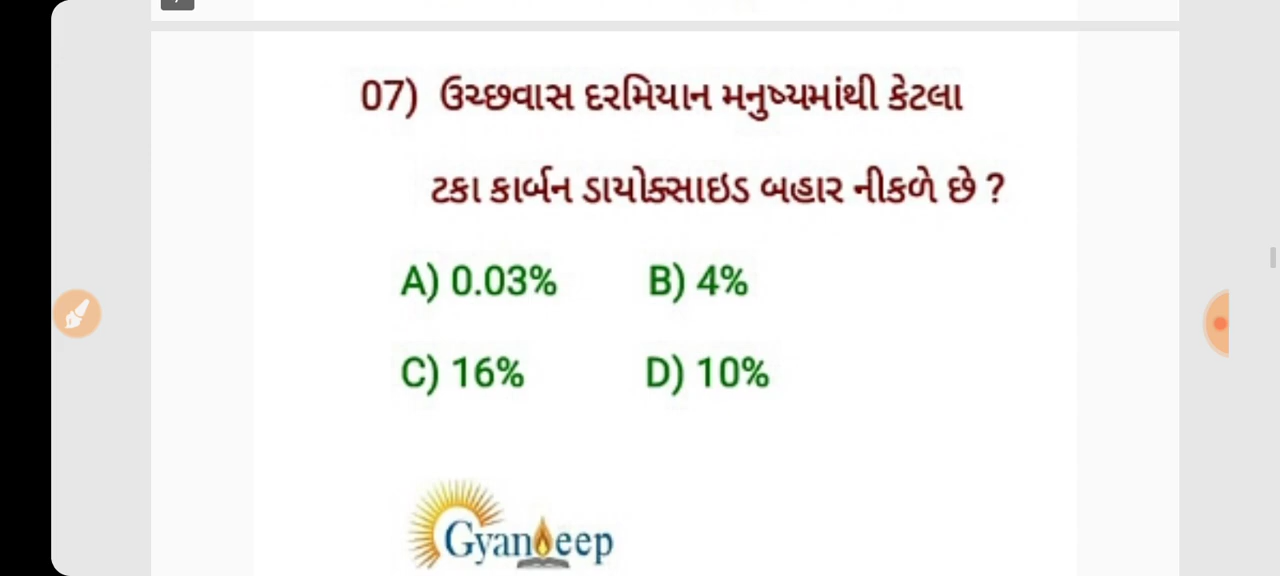 07) ઉચ્છવાસ દરમિયાન મનુષ્યમાંથી કેટલા
ટકા કાર્બન ડાયોક્સાઇડ બહાર નીકળે છે ?
A) 0.03% B) 4%
C) 16% D) 10%
Gyandeep